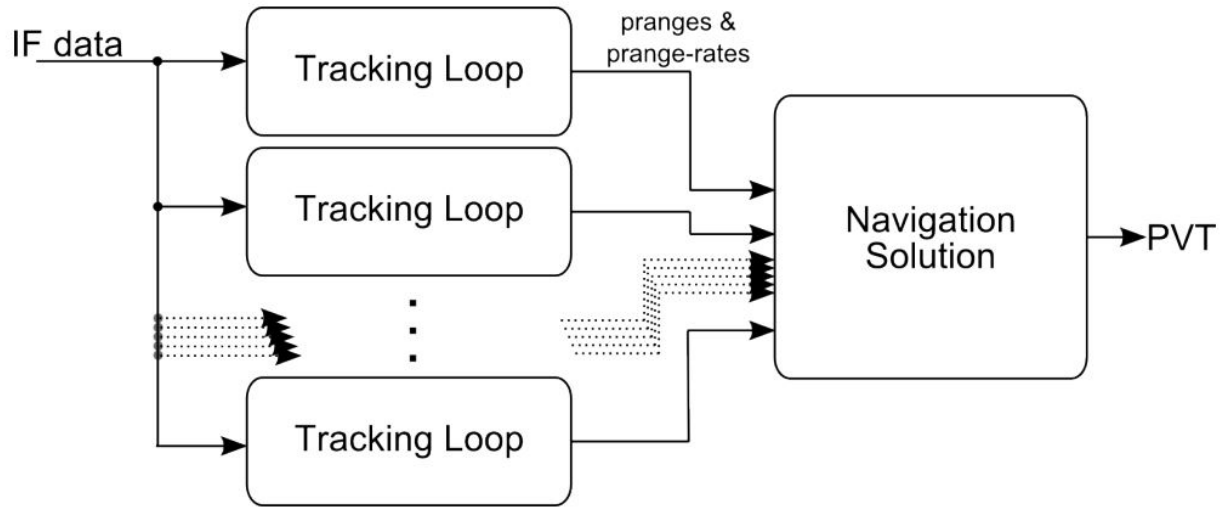 IF data
pranges &
prange-rates
Tracking Loop
Tracking Loop
Tracking Loop
Navigation
Solution
PVT